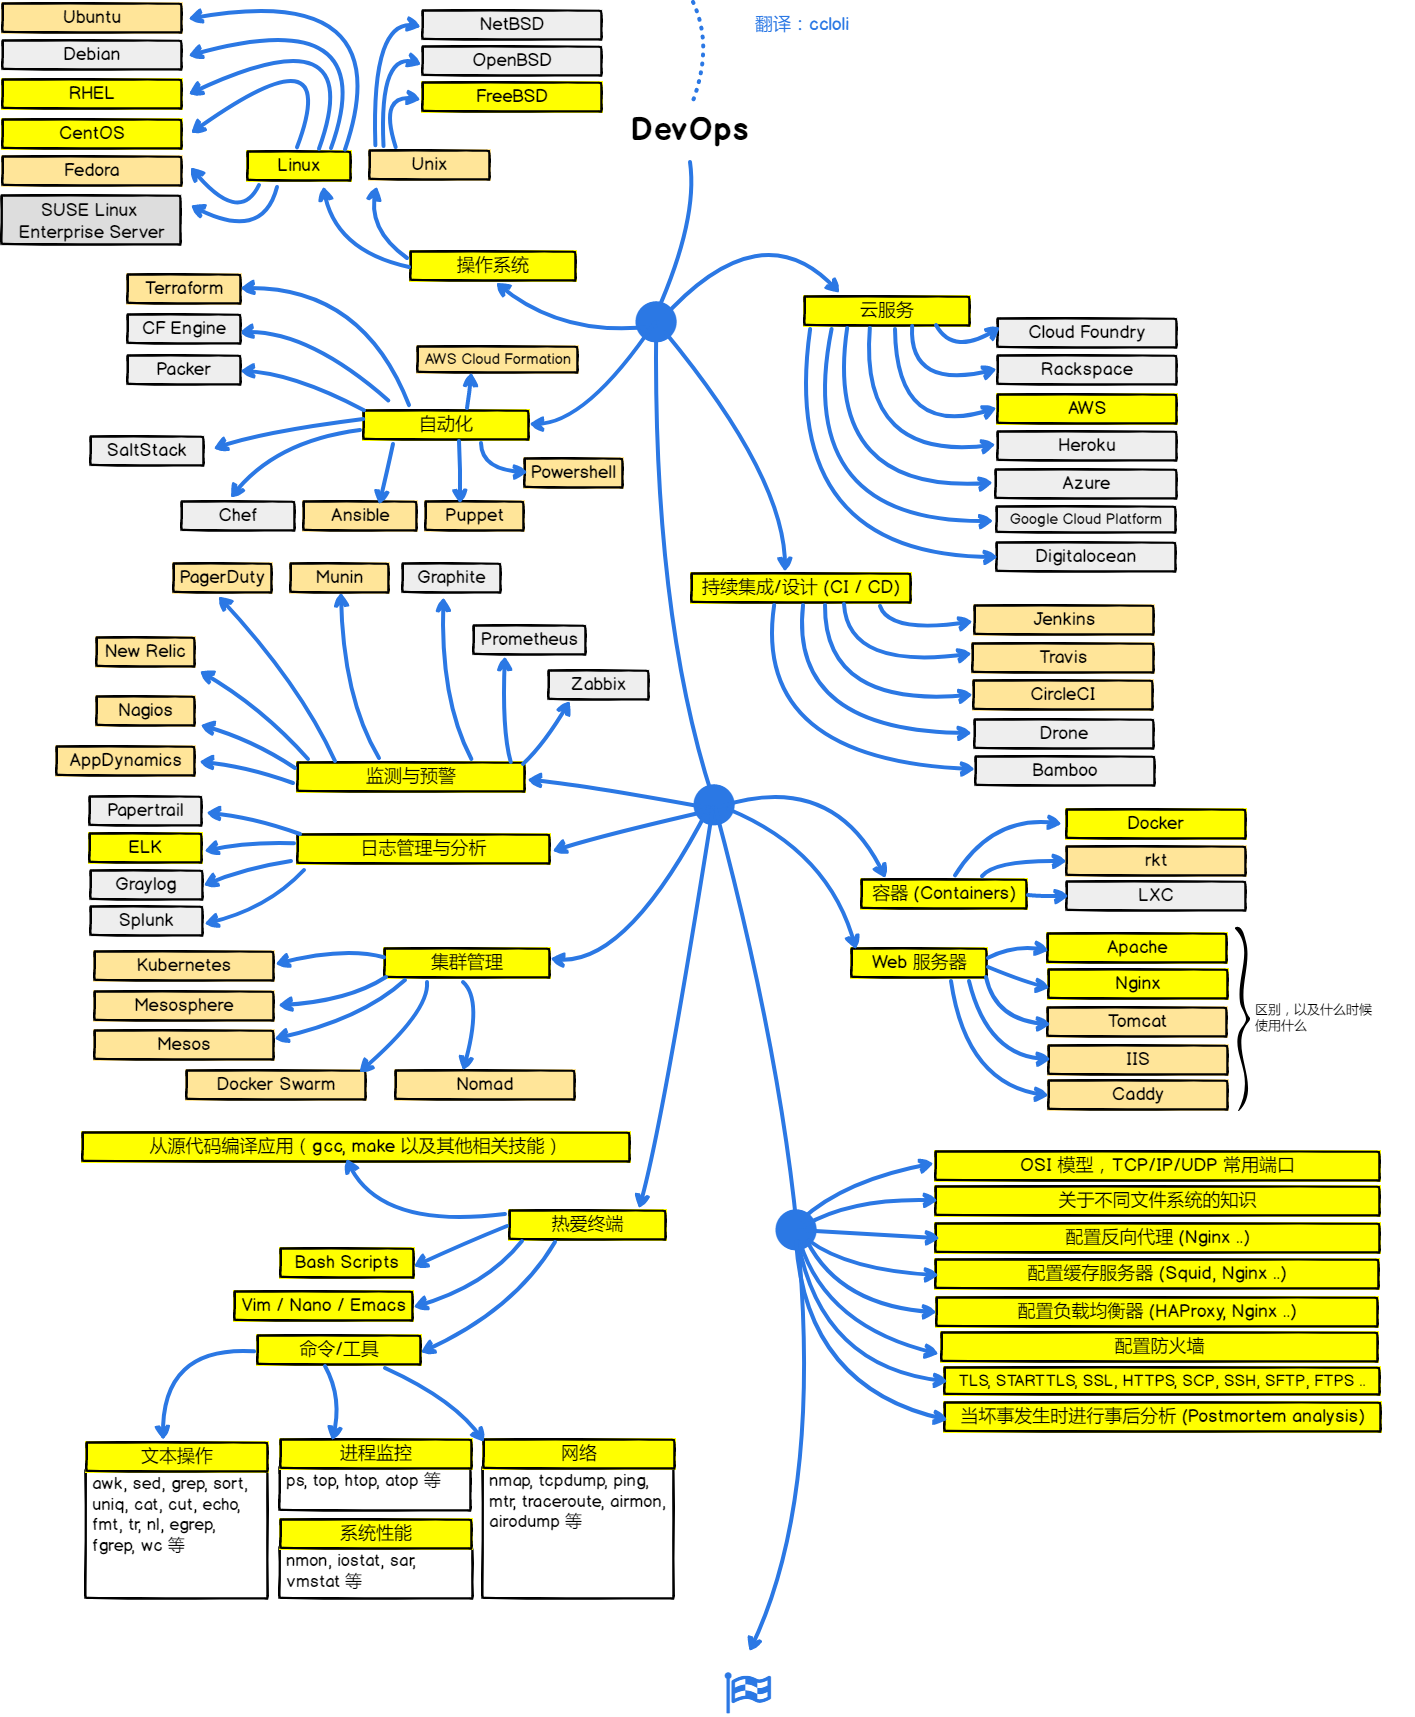 翻译：ccloli
DevOps
Ubuntu
Debian
RHEL
CentOS
Fedora
SUSE Linux
Enterprise Server
Linux
NetBSD
OpenBSD
FreeBSD
Unix
操作系统
云服务
Cloud Foundry
Rackspace
AWS
Heroku
Azure
Google Cloud Platform
Digitalocean
Terraform
CF Engine
Packer
AWS Cloud Formation
自动化
SaltStack
Chef
Ansible
Puppet
Powershell
持续集成/设计 (CI / CD)
Jenkins
Travis
CircleCI
Drone
Bamboo
PagerDuty
Munin
Graphite
Prometheus
Zabbix
New Relic
Nagios
AppDynamics
监测与预警
Papertrail
ELK
Graylog
Splunk
日志管理与分析
容器 (Containers)
Docker
rkt
LXC
Web 服务器
Apache
Nginx
Tomcat
IIS
Caddy
区别，以及什么时候
使用什么
集群管理
Kubernetes
Mesosphere
Mesos
Docker Swarm
Nomad
从源代码编译应用（gcc, make 以及其他相关技能）
热爱终端
Bash Scripts
Vim / Nano / Emacs
命令/工具
OSI 模型，TCP/IP/UDP 常用端口
关于不同文件系统的知识
配置反向代理 (Nginx ..)
配置缓存服务器 (Squid, Nginx ..)
配置负载均衡器 (HAProxy, Nginx ..)
配置防火墙
TLS, STARTTLS, SSL, HTTPS, SCP, SSH, SFTP, FTPS ..
当坏事发生时进行事后分析 (Postmortem analysis)
文本操作
awk, sed, grep, sort,
uniq, cat, cut, echo,
fmt, tr, nl, egrep,
fgrep, wc 等
进程监控
ps, top, htop, atop 等
系统性能
nmon, iostat, sar,
vmstat 等
网络
nmap, tcpdump, ping,
mtr, traceroute, airmon,
airodump 等